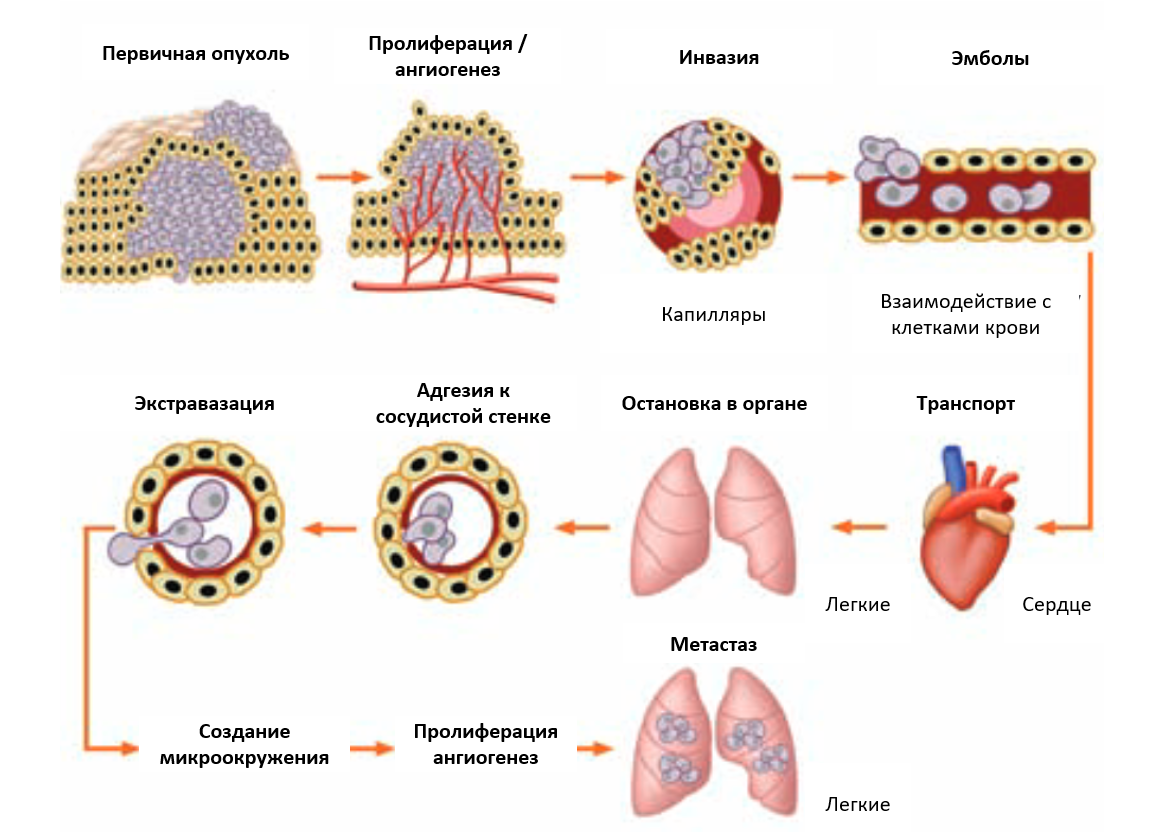 Первичная опухоль
Пролиферация /
ангиогенез
Инвазия
Эмболы
Капилляры
Взаимодействие с
клетками крови
Экстравазация
Адгезия к
сосудистой стенке
Остановка в органе
Транспорт
Легкие
Сердце
Метастаз
Создание
микроокружения
Пролиферация
ангиогенез
Легкие